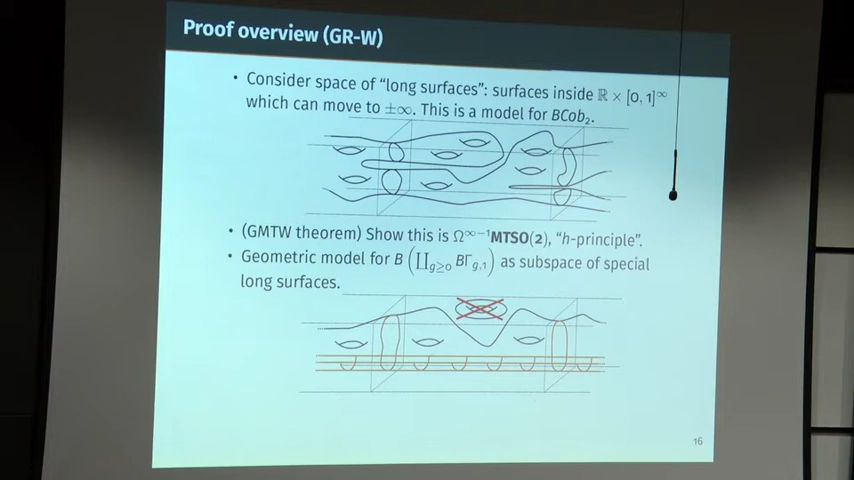 Proof overview (GR-W)
• Consider space of “long surfaces”: surfaces inside ℝ × [0, 1]^∞
which can move to ±∞. This is a model for BCob₂.
• (GMTW theorem) Show this is Ω^{∞−1}MTSO(2), “h-principle”.
• Geometric model for B (∐_{g≥0} BΓ_{g,1}) as subspace of special
long surfaces.
16